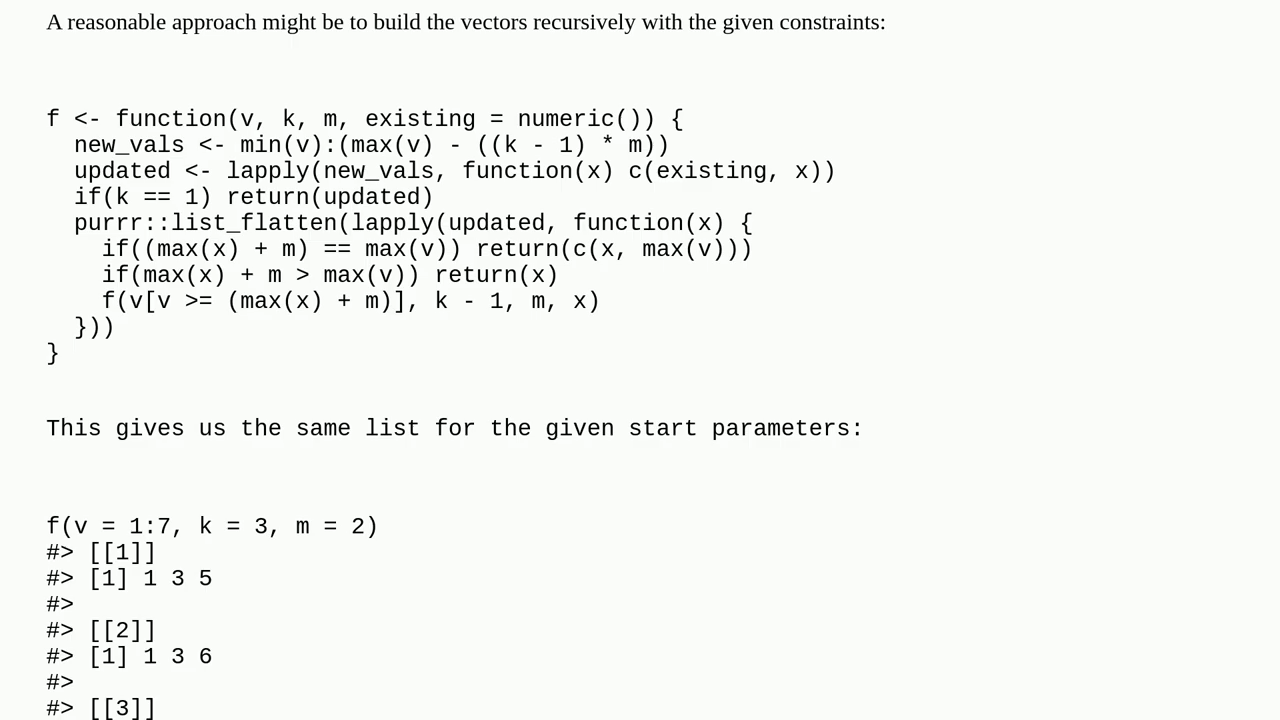 A reasonable approach might be to build the vectors recursively with the given constraints:
f <- function(v, k, m, existing = numeric()) {
  new_vals <- min(v):(max(v) - ((k - 1) * m))
  updated <- lapply(new_vals, function(x) c(existing, x))
  if(k == 1) return(updated)
  purrr::list_flatten(lapply(updated, function(x) {
    if((max(x) + m) == max(v)) return(c(x, max(v)))
    if(max(x) + m > max(v)) return(x)
    f(v[v >= (max(x) + m)], k - 1, m, x)
  }))
}
This gives us the same list for the given start parameters:
f(v = 1:7, k = 3, m = 2)
#> [[1]]
#> [1] 1 3 5
#>
#> [[2]]
#> [1] 1 3 6
#>
#> [[3]]